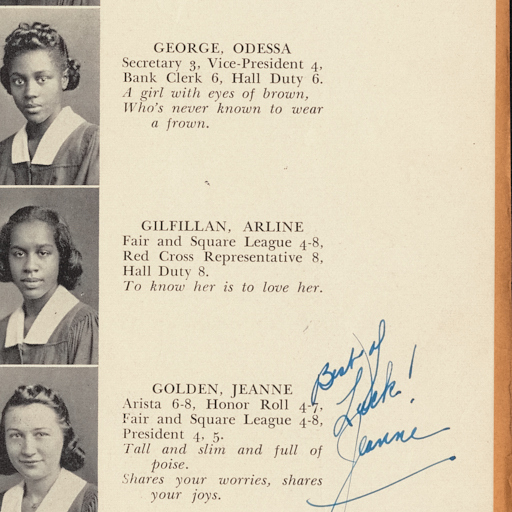 GEORGE, ODESSA
Secretary 3, Vice-President 4,
Bank Clerk 6, Hall Duty 6.
A girl with eyes of brown,
Who's never known to wear
a frown.
GILFILLAN, ARLINE
Fair and Square League 4-8,
Red Cross Representative 8,
Hall Duty 8.
To know her is to love her.
GOLDEN, JEANNE
Arista 6-8, Honor Roll 4-7,
Fair and Square League 4-8,
President 4, 5.
Tall and slim and full of
poise.
Shares your worries, shares
your joys.
Best of
Luck!
Jeanne